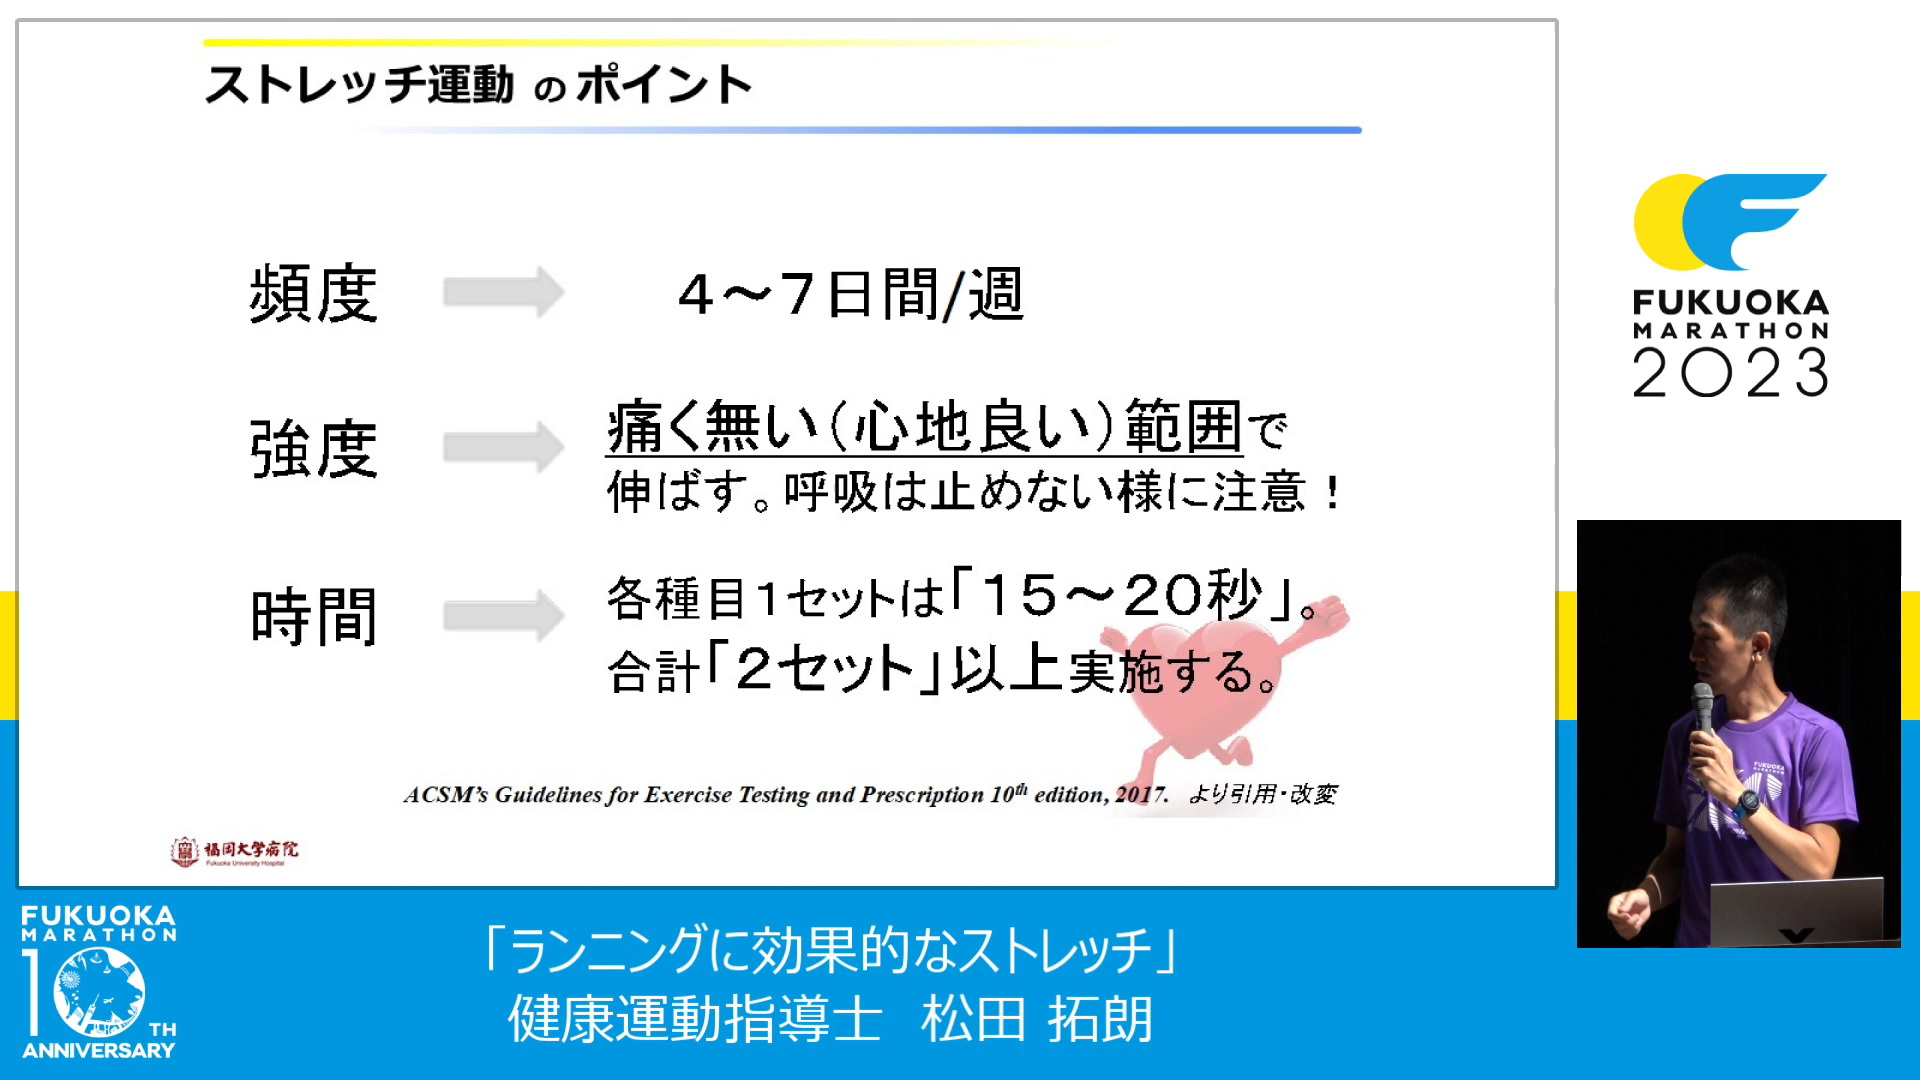 ストレッチ運動 の ポイント
頻度 4～7日間/週
強度 痛く無い（心地良い）範囲で
伸ばす。呼吸は止めない様に注意！
時間 各種目1セットは「15～20秒」。
合計「2セット」以上実施する。
ACSM's Guidelines for Exercise Testing and Prescription 10th edition, 2017. より引用・改変
福岡大学病院
Fukuoka University Hospital
FUKUOKA
MARATHON
2023
FUKUOKA
MARATHON
FUKUOKA
MARATHON
10TH
ANNIVERSARY
「ランニングに効果的なストレッチ」
健康運動指導士 松田 拓朗